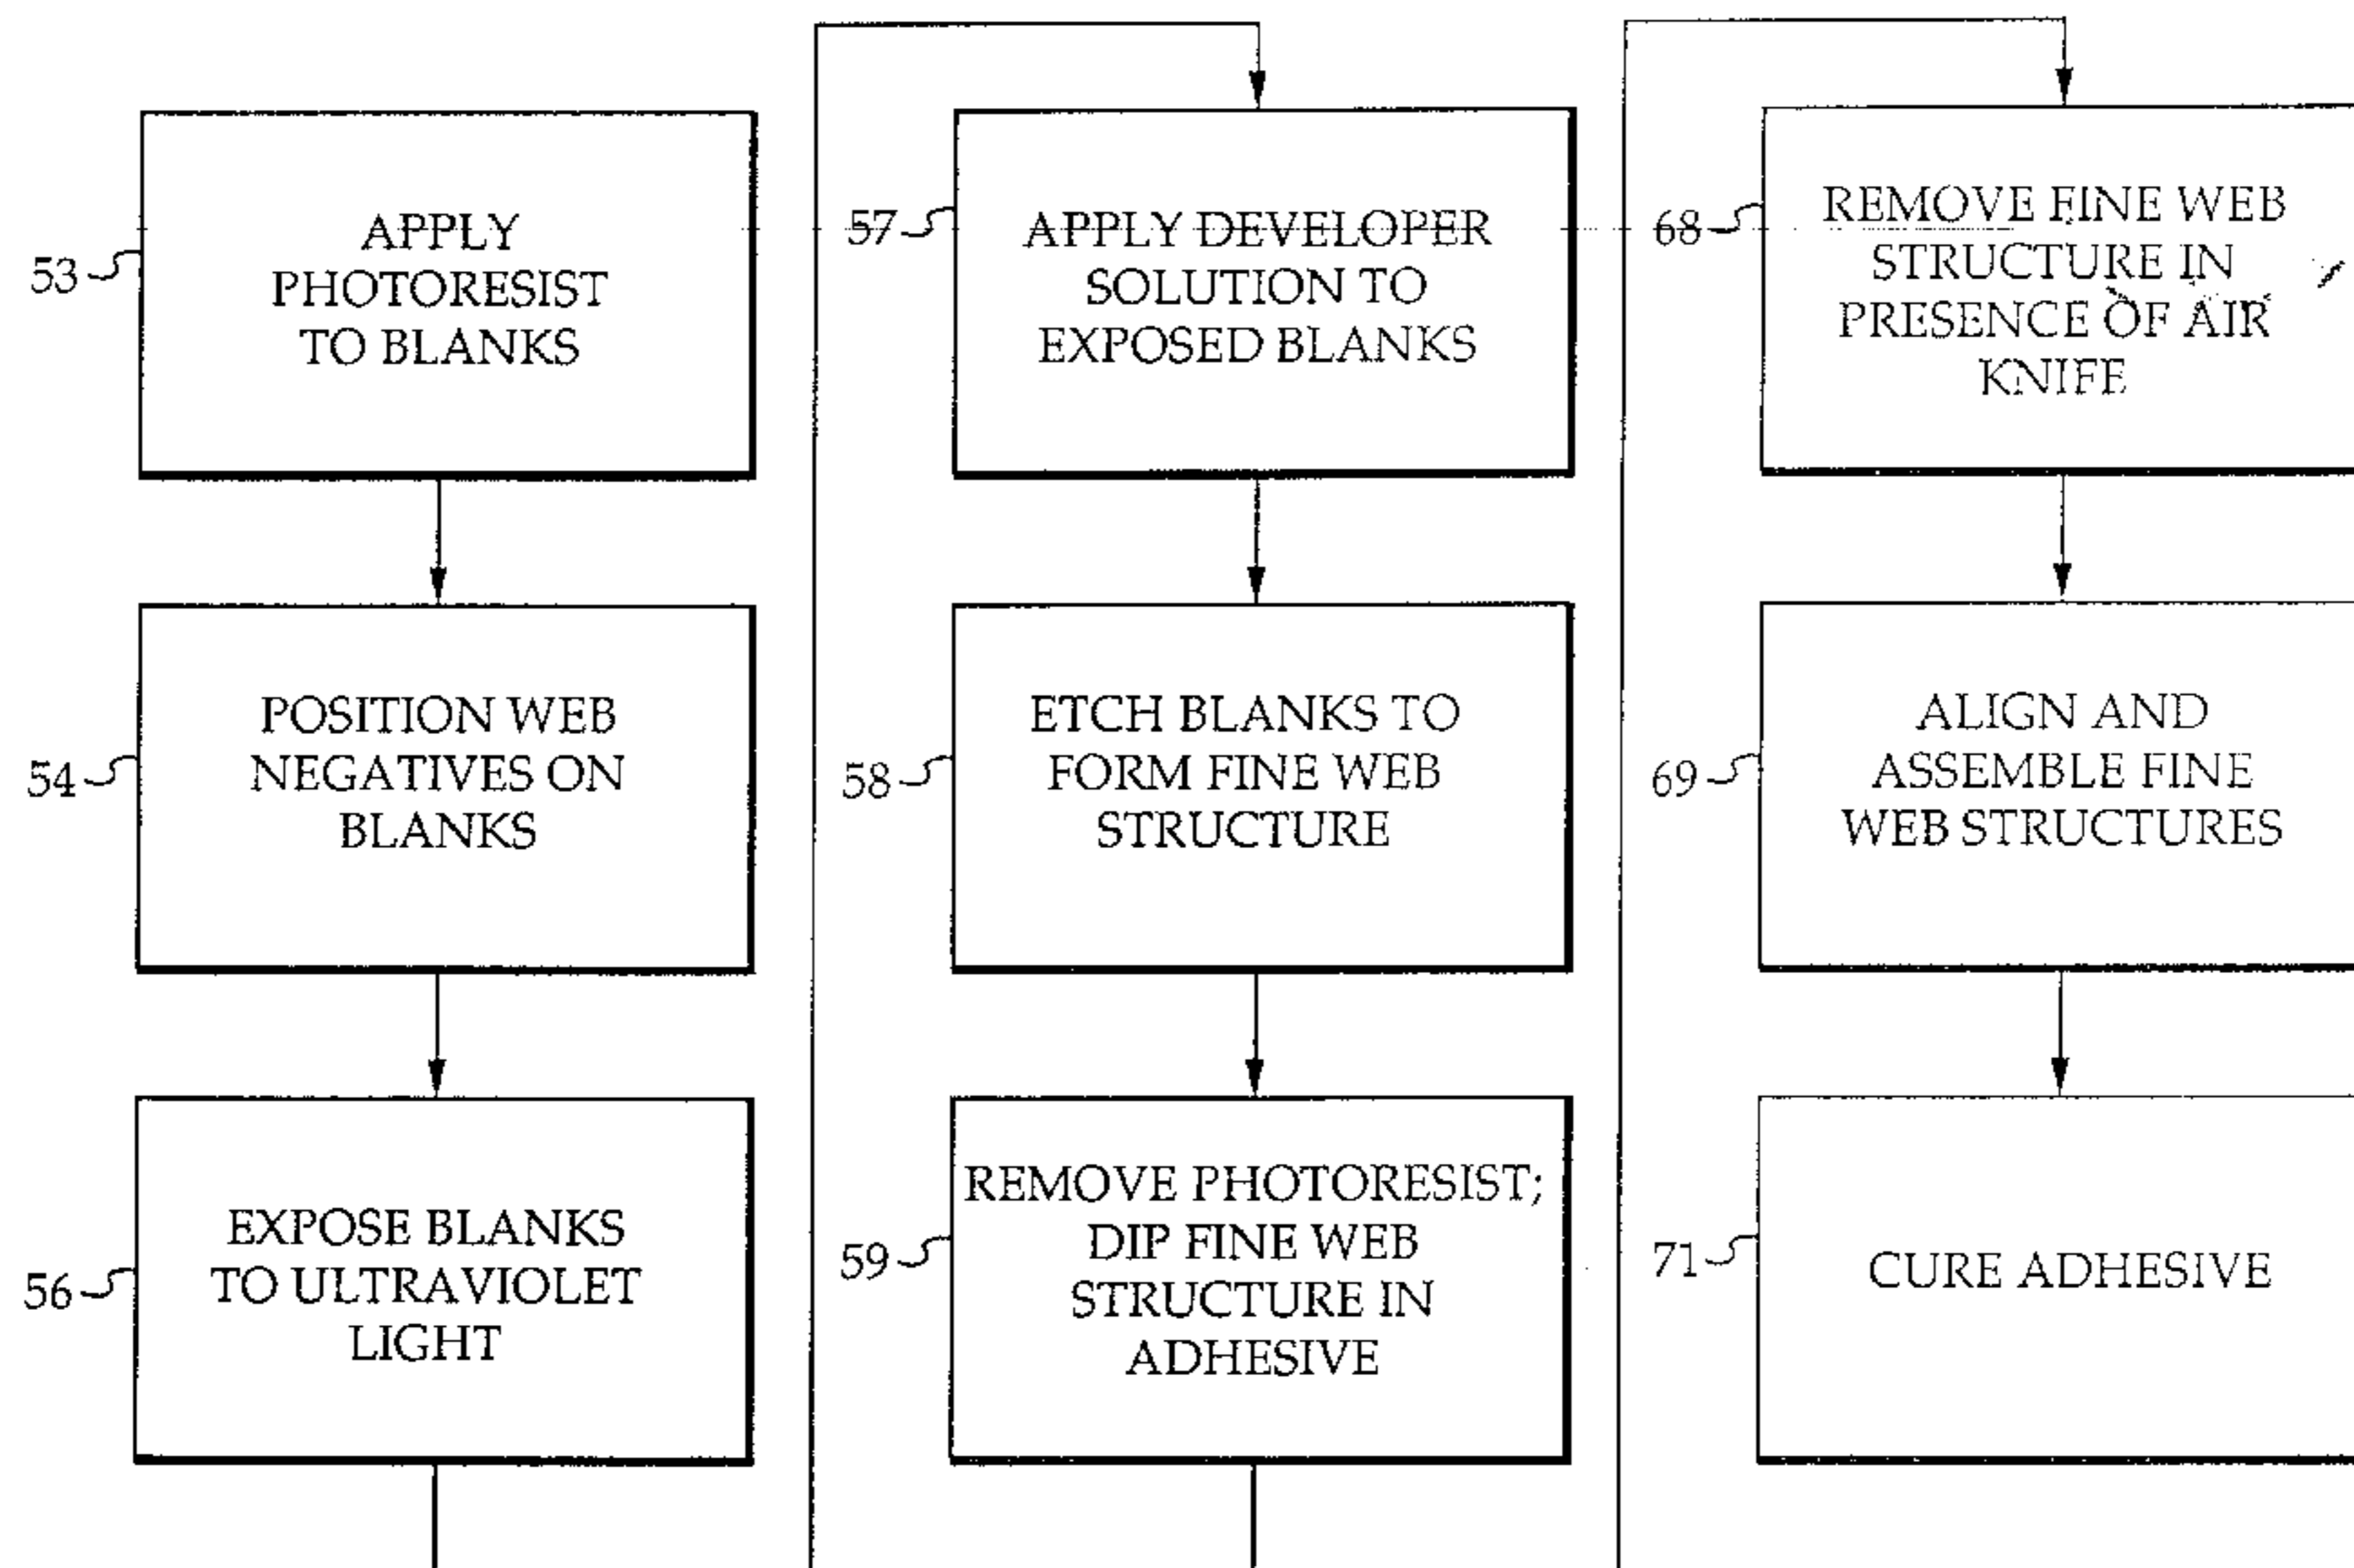 53
APPLY
PHOTORESIST
TO BLANKS
54
POSITION WEB
NEGATIVES ON
BLANKS
56
EXPOSE BLANKS
TO ULTRAVIOLET
LIGHT
57
APPLY DEVELOPER
SOLUTION TO
EXPOSED BLANKS
58
ETCH BLANKS TO
FORM FINE WEB
STRUCTURE
59
REMOVE PHOTORESIST;
DIP FINE WEB
STRUCTURE IN
ADHESIVE
68
REMOVE FINE WEB
STRUCTURE IN
PRESENCE OF AIR
KNIFE
69
ALIGN AND
ASSEMBLE FINE
WEB STRUCTURES
71
CURE ADHESIVE